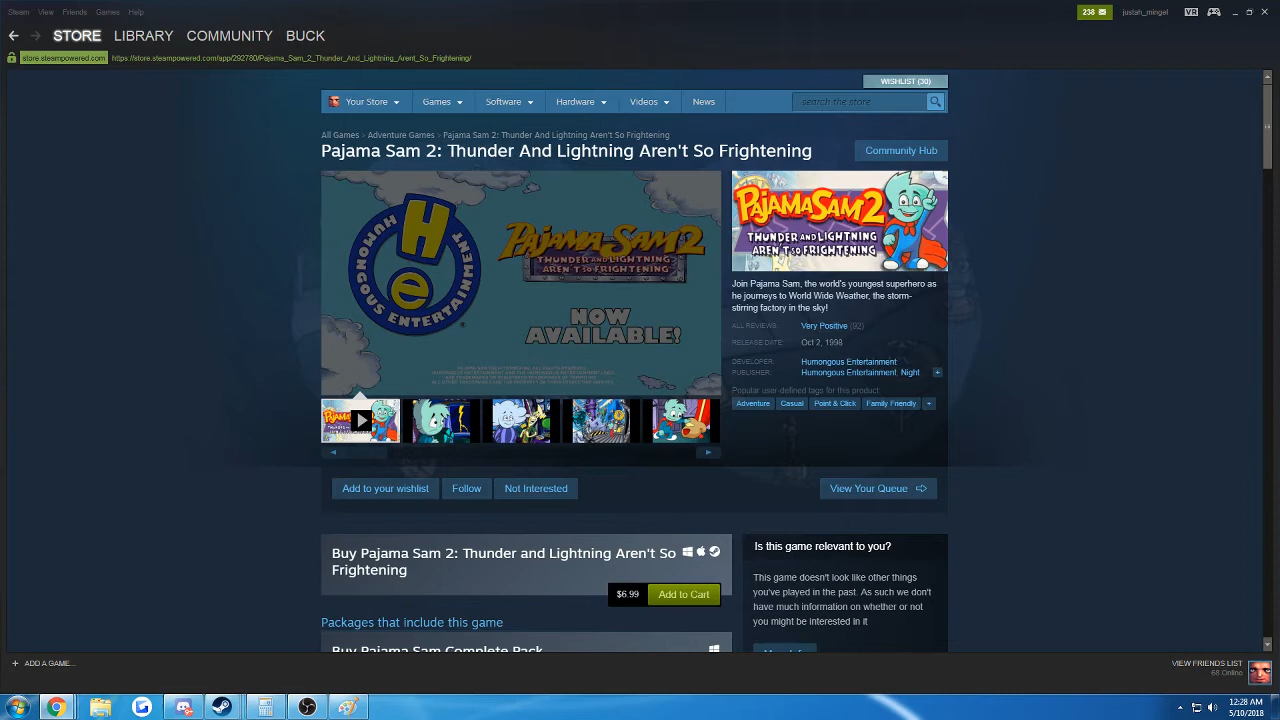 Steam View Friends Games Help
238
justah_mingel
VR
STORE LIBRARY COMMUNITY BUCK
store.steampowered.com https://store.steampowered.com/app/292780/Pajama_Sam_2_Thunder_And_Lightning_Arent_So_Frightening/
WISHLIST (30)
Your Store Games Software Hardware Videos News search the store
All Games > Adventure Games > Pajama Sam 2: Thunder And Lightning Aren't So Frightening
Pajama Sam 2: Thunder And Lightning Aren't So Frightening
Community Hub
HUMONGOUS ENTERTAINMENT
He
PAJAMA SAM 2
THUNDER AND LIGHTNING
AREN'T SO FRIGHTENING
NOW
AVAILABLE!
PAJAMA SAM 2
THUNDER AND LIGHTNING
AREN'T SO FRIGHTENING
Join Pajama Sam, the world's youngest superhero as
he journeys to World Wide Weather, the storm-
stirring factory in the sky!
ALL REVIEWS: Very Positive (92)
RELEASE DATE: Oct 2, 1998
DEVELOPER: Humongous Entertainment
PUBLISHER: Humongous Entertainment, Night +
Popular user-defined tags for this product:
Adventure Casual Point & Click Family Friendly +
Add to your wishlist Follow Not Interested View Your Queue
Buy Pajama Sam 2: Thunder and Lightning Aren't So
Frightening
$6.99 Add to Cart
Is this game relevant to you?
This game doesn't look like other things
you've played in the past. As such we don't
have much information on whether or not
you might be interested in it
Packages that include this game
Buy Pajama Sam Complete Pack
+ ADD A GAME...
VIEW FRIENDS LIST
68 Online
12:28 AM
5/10/2018